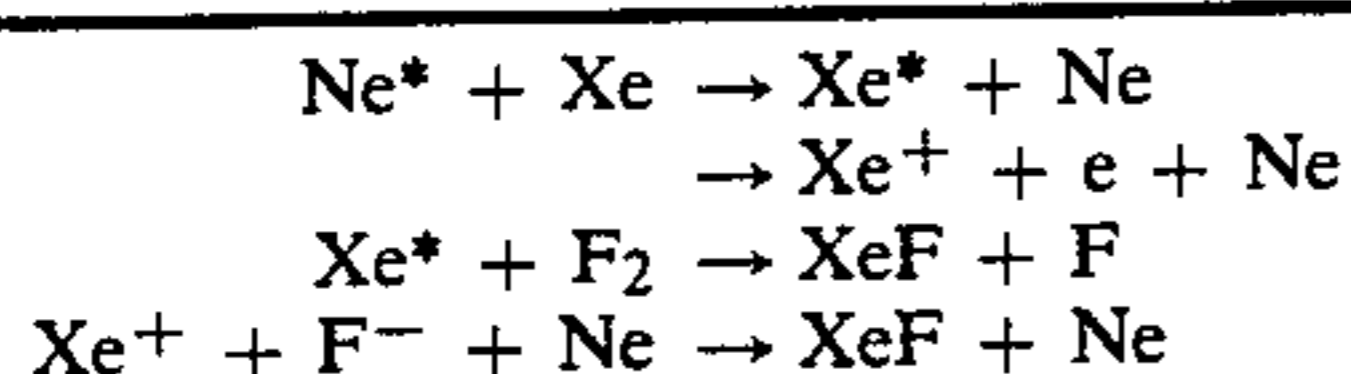 Ne* + Xe → Xe* + Ne
→ Xe⁺ + e + Ne
Xe* + F₂ → XeF + F
Xe⁺ + F⁻ + Ne → XeF + Ne